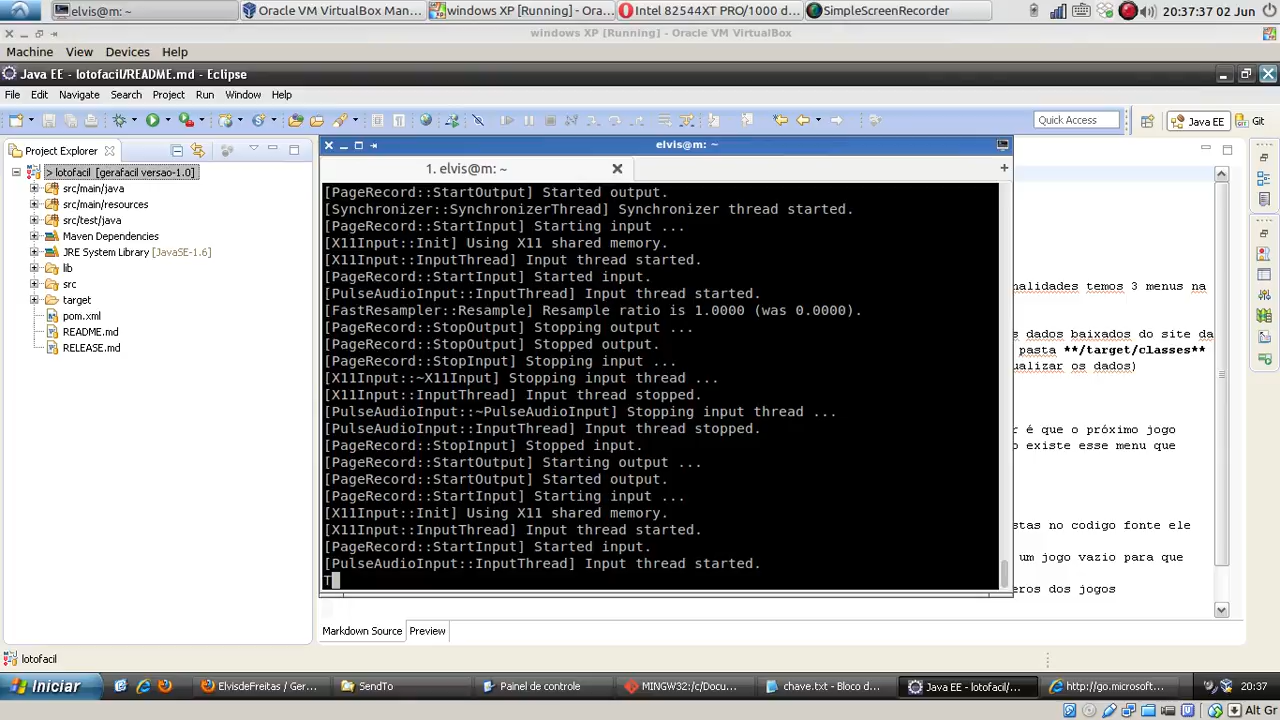 elvis@m: ~
Oracle VM VirtualBox Man...
windows XP [Running] - Ora...
Intel 82544XT PRO/1000 d...
SimpleScreenRecorder
20:37:37 02 Jun
windows XP [Running] - Oracle VM VirtualBox
Machine View Devices Help
Java EE - lotofacil/README.md - Eclipse
File Edit Navigate Search Project Run Window Help
Quick Access
Java EE
Git
Project Explorer
> lotofacil [gerafacil versao-1.0]
src/main/java
src/main/resources
src/test/java
Maven Dependencies
JRE System Library [JavaSE-1.6]
lib
src
target
pom.xml
README.md
RELEASE.md
elvis@m: ~
1. elvis@m: ~
[PageRecord::StartOutput] Started output.
[Synchronizer::SynchronizerThread] Synchronizer thread started.
[PageRecord::StartInput] Starting input ...
[X11Input::Init] Using X11 shared memory.
[X11Input::InputThread] Input thread started.
[PageRecord::StartInput] Started input.
[PulseAudioInput::InputThread] Input thread started.
[FastResampler::Resample] Resample ratio is 1.0000 (was 0.0000).
[PageRecord::StopOutput] Stopping output ...
[PageRecord::StopOutput] Stopped output.
[PageRecord::StopInput] Stopping input ...
[X11Input::~X11Input] Stopping input thread ...
[X11Input::InputThread] Input thread stopped.
[PulseAudioInput::~PulseAudioInput] Stopping input thread ...
[PulseAudioInput::InputThread] Input thread stopped.
[PageRecord::StopInput] Stopped input.
[PageRecord::StartOutput] Starting output ...
[PageRecord::StartOutput] Started output.
[PageRecord::StartInput] Starting input ...
[X11Input::Init] Using X11 shared memory.
[X11Input::InputThread] Input thread started.
[PageRecord::StartInput] Started input.
[PulseAudioInput::InputThread] Input thread started.
T
nalidades temos 3 menus na
s dados baixados do site da
pasta **/target/classes**
ualizar os dados)
r é que o próximo jogo
o existe esse menu que
stas no codigo fonte ele
um jogo vazio para que
eros dos jogos
Markdown Source Preview
lotofacil
Iniciar
ElvisdeFreitas / Ger...
SendTo
Painel de controle
MINGW32:/c/Docu...
chave.txt - Bloco d...
Java EE - lotofacil/...
http://go.microsoft...
20:37
Alt Gr